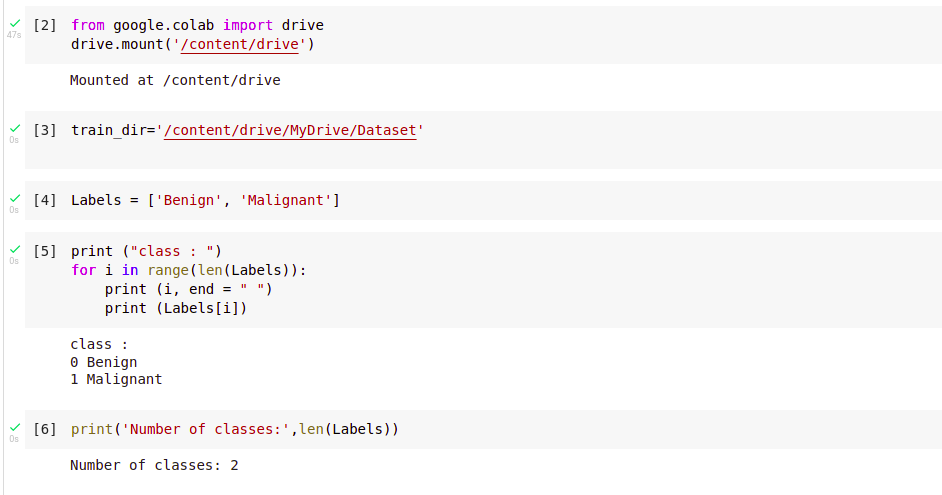 [2] from google.colab import drive
47s drive.mount('/content/drive')
Mounted at /content/drive
[3] train_dir='/content/drive/MyDrive/Dataset'
0s
[4] Labels = ['Benign', 'Malignant']
0s
[5] print ("class : ")
0s for i in range(len(Labels)):
print (i, end = " ")
print (Labels[i])
class :
0 Benign
1 Malignant
[6] print('Number of classes:',len(Labels))
0s
Number of classes: 2